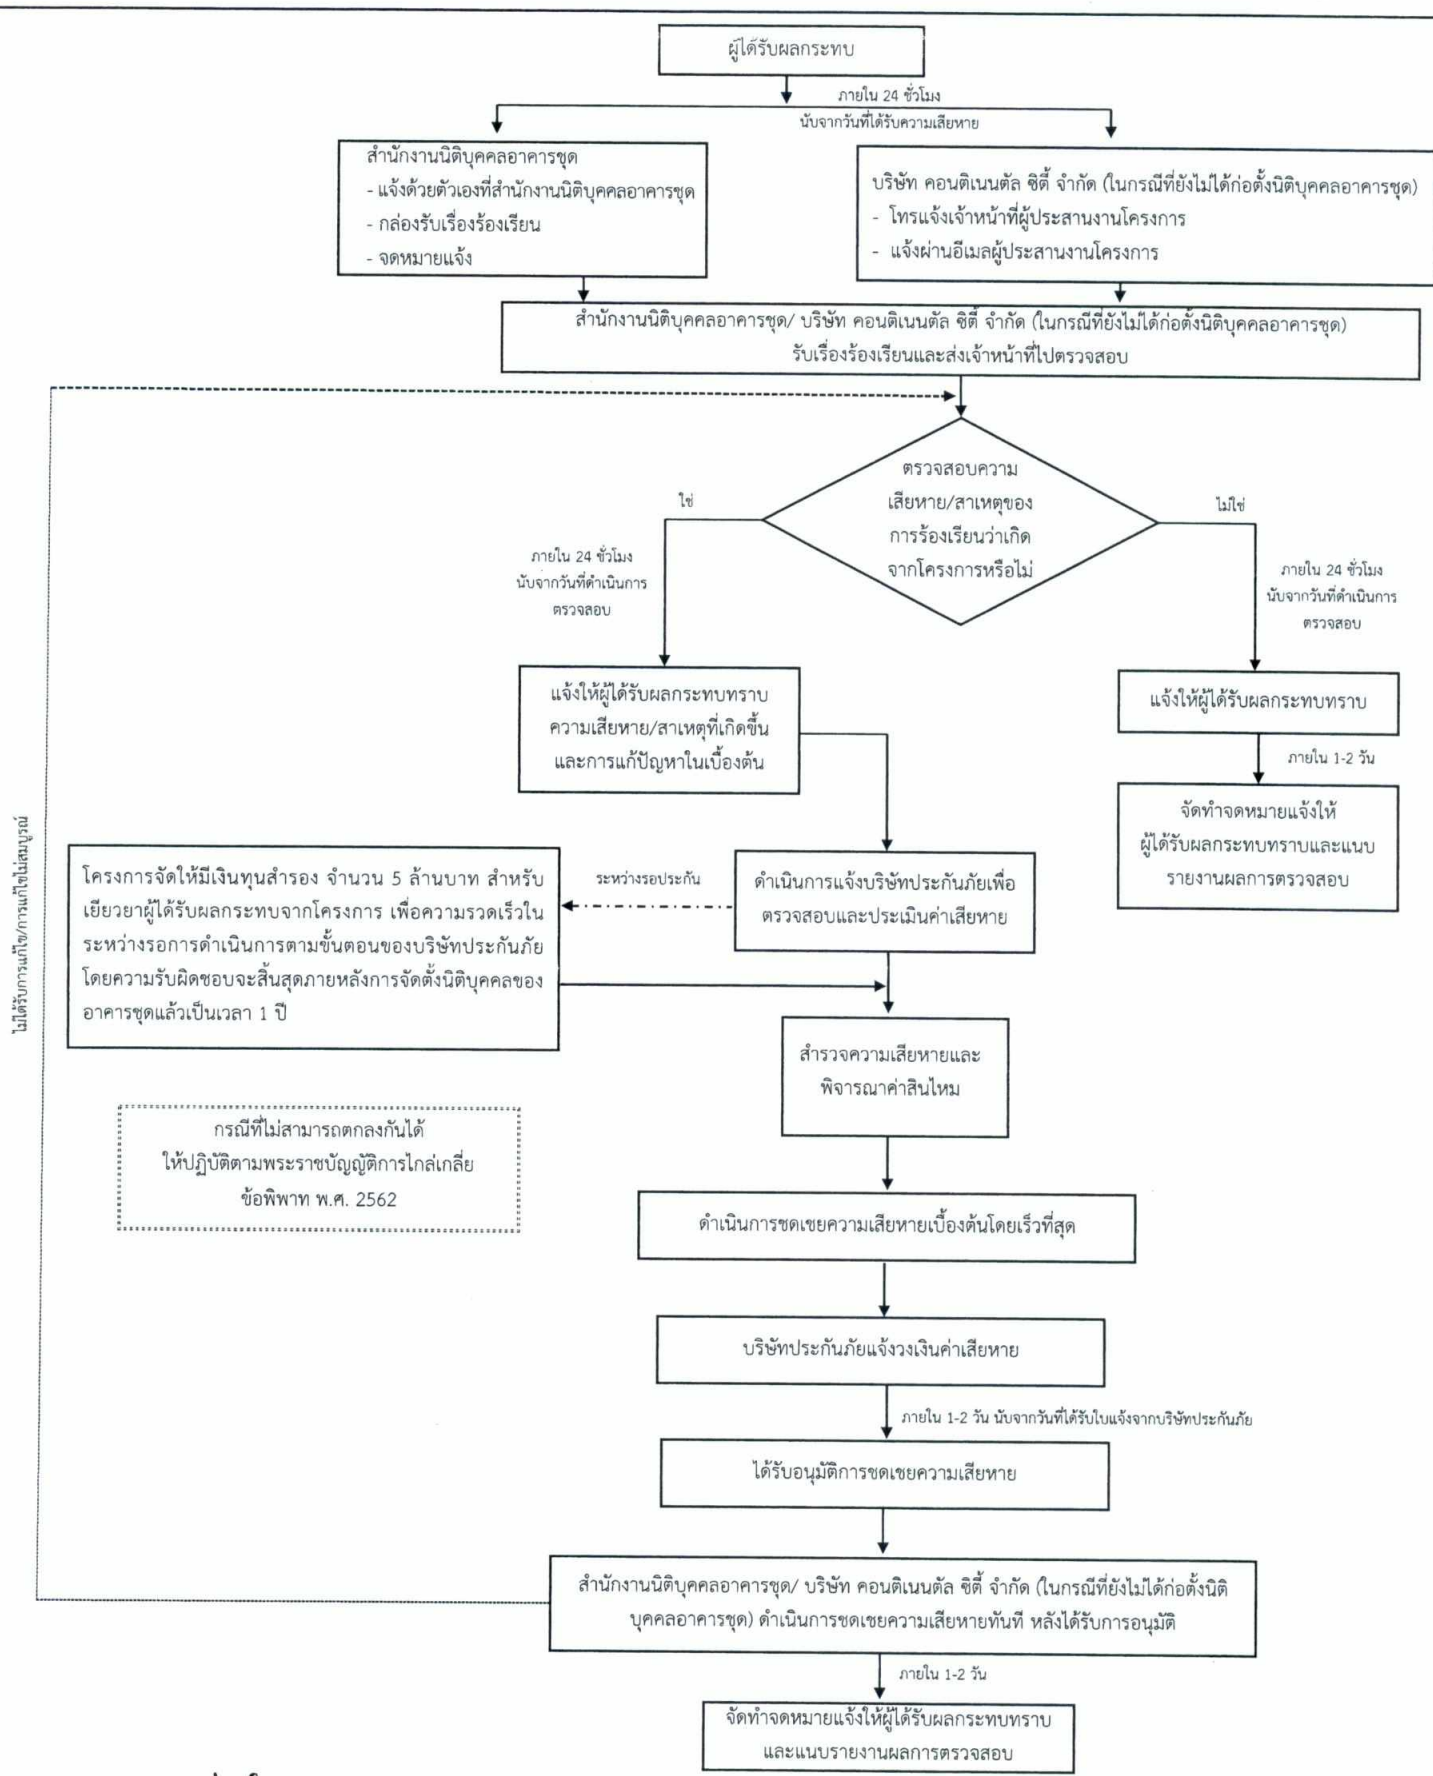 ผู้ได้รับผลกระทบ
ภายใน 24 ชั่วโมง
นับจากวันที่ได้รับความเสียหาย
สำนักงานนิติบุคคลอาคารชุด
- แจ้งด้วยตัวเองที่สำนักงานนิติบุคคลอาคารชุด
- กล่องรับเรื่องร้องเรียน
- จดหมายแจ้ง
บริษัท คอนติเนนตัล ซิตี้ จำกัด (ในกรณีที่ยังไม่ได้ก่อตั้งนิติบุคคลอาคารชุด)
- โทรแจ้งเจ้าหน้าที่ผู้ประสานงานโครงการ
- แจ้งผ่านอีเมลผู้ประสานงานโครงการ
สำนักงานนิติบุคคลอาคารชุด/ บริษัท คอนติเนนตัล ซิตี้ จำกัด (ในกรณีที่ยังไม่ได้ก่อตั้งนิติบุคคลอาคารชุด)
รับเรื่องร้องเรียนและส่งเจ้าหน้าที่ไปตรวจสอบ
ตรวจสอบความ
เสียหาย/สาเหตุของ
การร้องเรียนว่าเกิด
จากโครงการหรือไม่
ใช่
ไม่ใช่
ภายใน 24 ชั่วโมง
นับจากวันที่ดำเนินการ
ตรวจสอบ
ภายใน 24 ชั่วโมง
นับจากวันที่ดำเนินการ
ตรวจสอบ
แจ้งให้ผู้ได้รับผลกระทบทราบ
ความเสียหาย/สาเหตุที่เกิดขึ้น
และการแก้ปัญหาในเบื้องต้น
แจ้งให้ผู้ได้รับผลกระทบทราบ
ภายใน 1-2 วัน
จัดทำจดหมายแจ้งให้
ผู้ได้รับผลกระทบทราบและแนบ
รายงานผลการตรวจสอบ
ไม่ได้รับการแก้ไข/การแก้ไขไม่สมบูรณ์
โครงการจัดให้มีเงินทุนสำรอง จำนวน 5 ล้านบาท สำหรับ
เยียวยาผู้ได้รับผลกระทบจากโครงการ เพื่อความรวดเร็วใน
ระหว่างรอการดำเนินการตามขั้นตอนของบริษัทประกันภัย
โดยความรับผิดชอบจะสิ้นสุดภายหลังการจัดตั้งนิติบุคคลของ
อาคารชุดแล้วเป็นเวลา 1 ปี
ระหว่างรอประกัน
ดำเนินการแจ้งบริษัทประกันภัยเพื่อ
ตรวจสอบและประเมินค่าเสียหาย
สำรวจความเสียหายและ
พิจารณาค่าสินไหม
กรณีที่ไม่สามารถตกลงกันได้
ให้ปฏิบัติตามพระราชบัญญัติการไกล่เกลี่ย
ข้อพิพาท พ.ศ. 2562
ดำเนินการชดเชยความเสียหายเบื้องต้นโดยเร็วที่สุด
บริษัทประกันภัยแจ้งวงเงินค่าเสียหาย
ภายใน 1-2 วัน นับจากวันที่ได้รับใบแจ้งจากบริษัทประกันภัย
ได้รับอนุมัติการชดเชยความเสียหาย
สำนักงานนิติบุคคลอาคารชุด/ บริษัท คอนติเนนตัล ซิตี้ จำกัด (ในกรณีที่ยังไม่ได้ก่อตั้งนิติ
บุคคลอาคารชุด) ดำเนินการชดเชยความเสียหายทันที หลังได้รับการอนุมัติ
ภายใน 1-2 วัน
จัดทำจดหมายแจ้งให้ผู้ได้รับผลกระทบทราบ
และแนบรายงานผลการตรวจสอบ